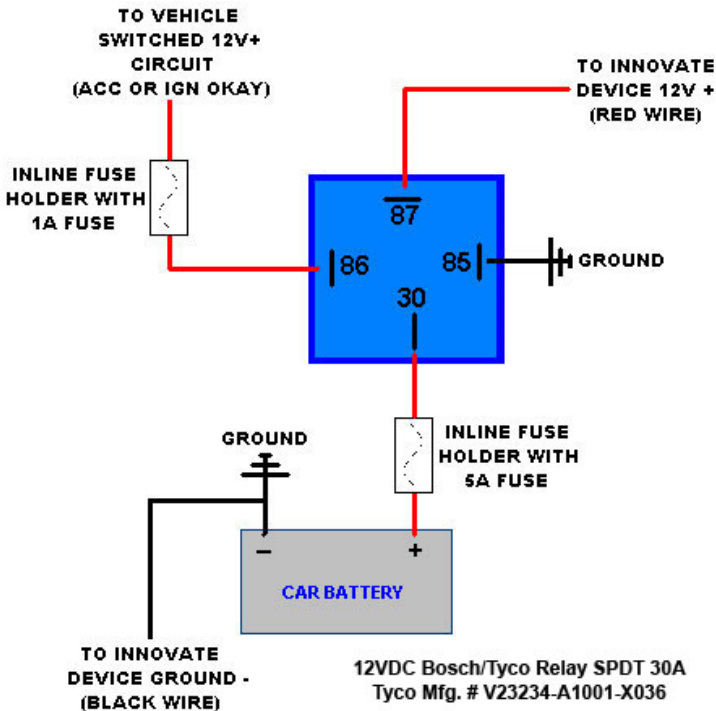 TO VEHICLE
SWITCHED 12V+
CIRCUIT
(ACC OR IGN OKAY)
TO INNOVATE
DEVICE 12V +
(RED WIRE)
INLINE FUSE
HOLDER WITH
1A FUSE
87
86
85
30
GROUND
INLINE FUSE
HOLDER WITH
5A FUSE
GROUND
–
+
CAR BATTERY
TO INNOVATE
DEVICE GROUND -
(BLACK WIRE)
12VDC Bosch/Tyco Relay SPDT 30A
Tyco Mfg. # V23234-A1001-X036